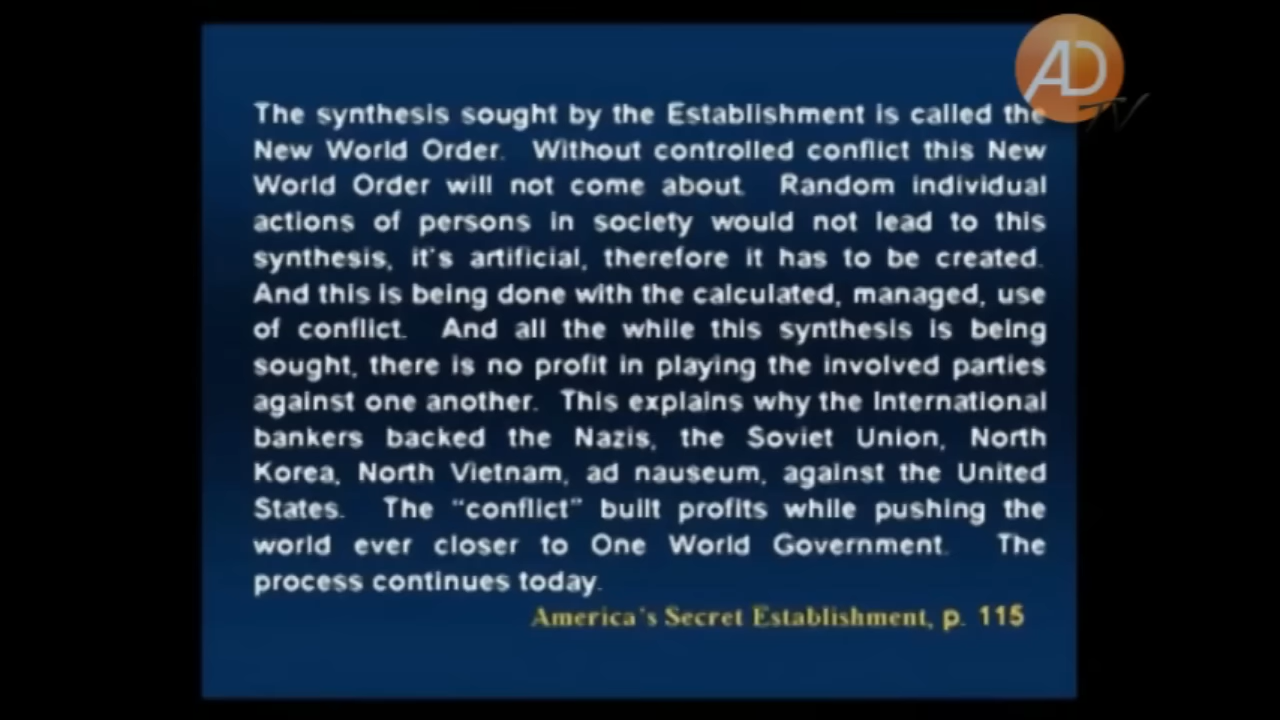 AD
TV
The synthesis sought by the Establishment is called the
New World Order. Without controlled conflict this New
World Order will not come about. Random individual
actions of persons in society would not lead to this
synthesis, it's artificial, therefore it has to be created.
And this is being done with the calculated, managed, use
of conflict. And all the while this synthesis is being
sought, there is no profit in playing the involved parties
against one another. This explains why the International
bankers backed the Nazis, the Soviet Union, North
Korea, North Vietnam, ad nauseum, against the United
States. The "conflict" built profits while pushing the
world ever closer to One World Government. The
process continues today.
America's Secret Establishment, p. 115